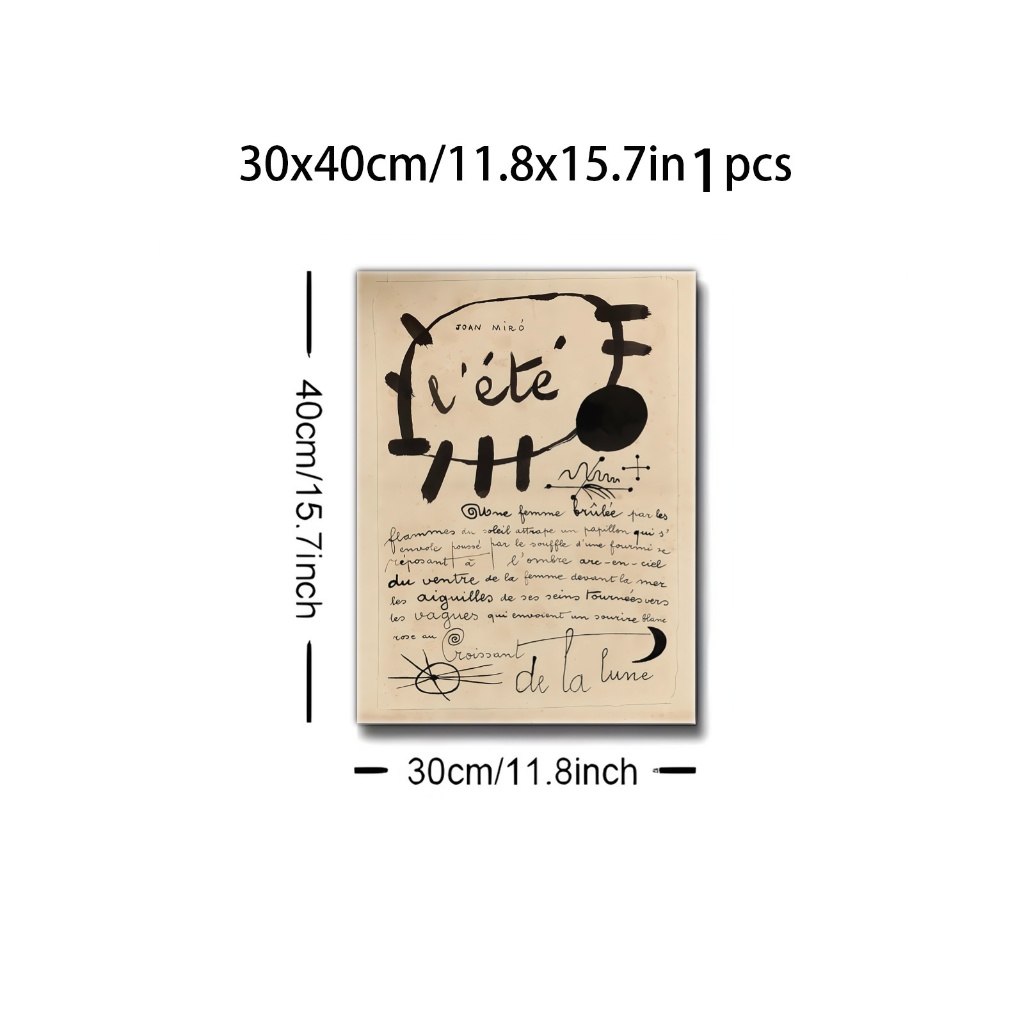 30x40cm/11.8x15.7in 1 pcs
JOAN MIRÓ
l'été
Une femme brûlée par les
flammes du soleil attrape un papillon qui s'
envole poussé par le souffle d'une fourmi se
réposant à l'ombre arc-en-ciel
du ventre de la femme devant la mer
les aiguilles de ses seins tournées vers
les vagues qui envoient un sourire blanc
rose au Croissant
de la lune
40cm/15.7inch
30cm/11.8inch